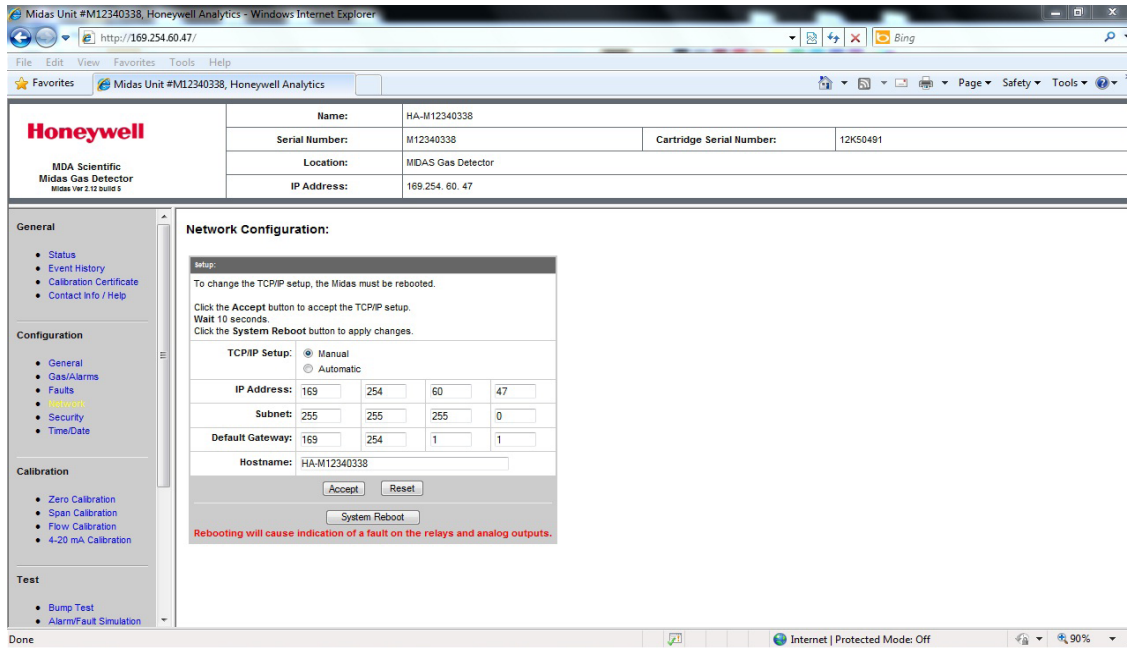 Midas Unit #M12340338, Honeywell Analytics - Windows Internet Explorer
http://169.254.60.47/
Bing
File Edit View Favorites Tools Help
Favorites
Midas Unit #M12340338, Honeywell Analytics
Page Safety Tools
Honeywell
MDA Scientific
Midas Gas Detector
Midas Ver 2.12 build 5
Name: HA-M12340338
Serial Number: M12340338 Cartridge Serial Number: 12K50491
Location: MIDAS Gas Detector
IP Address: 169.254. 60. 47
General
Status
Event History
Calibration Certificate
Contact Info / Help
Configuration
General
Gas/Alarms
Faults
Network
Security
Time/Date
Calibration
Zero Calibration
Span Calibration
Flow Calibration
4-20 mA Calibration
Test
Bump Test
Alarm/Fault Simulation
Network Configuration:
Setup:
To change the TCP/IP setup, the Midas must be rebooted.
Click the Accept button to accept the TCP/IP setup.
Wait 10 seconds.
Click the System Reboot button to apply changes.
TCP/IP Setup: Manual
Automatic
IP Address: 169 254 60 47
Subnet: 255 255 255 0
Default Gateway: 169 254 1 1
Hostname: HA-M12340338
Accept Reset
System Reboot
Rebooting will cause indication of a fault on the relays and analog outputs.
Done
Internet | Protected Mode: Off
90%